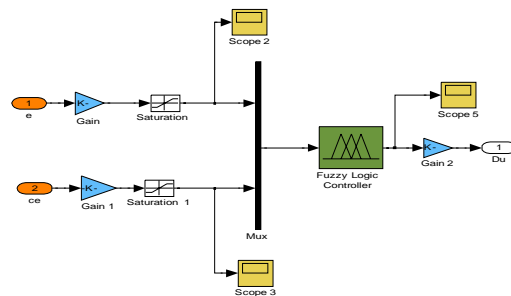 Scope 2
1
K-
e
Gain
Saturation
Scope 5
K-
1
Fuzzy Logic
Controller
Gain 2
Du
2
K-
ce
Gain 1
Saturation 1
Mux
Scope 3